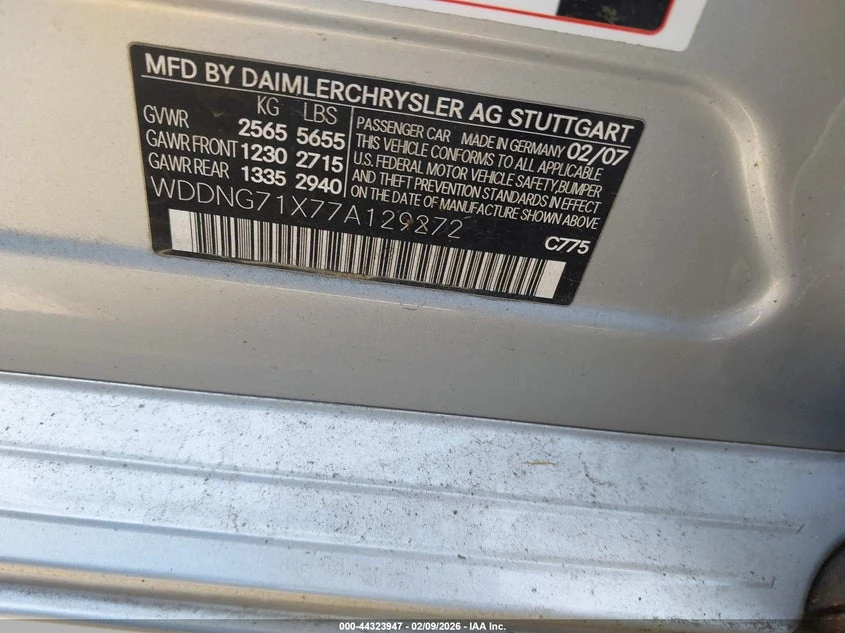 MFD BY DAIMLERCHRYSLER AG STUTTGART
KG LBS
GVWR 2565 5655
GAWR FRONT 1230 2715
GAWR REAR 1335 2940
PASSENGER CAR MADE IN GERMANY 02/07
THIS VEHICLE CONFORMS TO ALL APPLICABLE
U.S. FEDERAL MOTOR VEHICLE SAFETY, BUMPER
AND THEFT PREVENTION STANDARDS IN EFFECT
ON THE DATE OF MANUFACTURE SHOWN ABOVE
WDDNG71X77A129872
C775
000-44323947 - 02/09/2026 - IAA Inc.